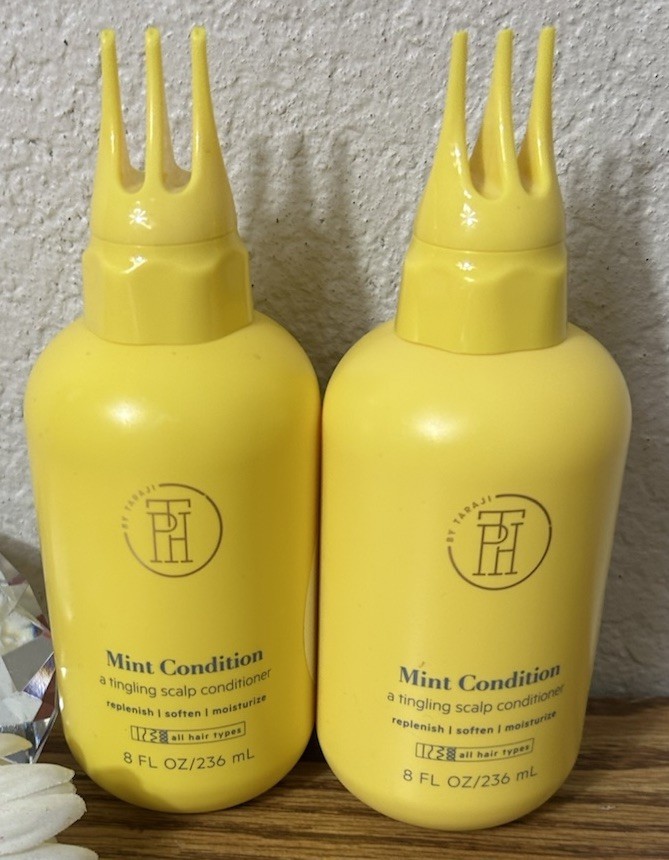 BY TARAJI
TPH
Mint Condition
a tingling scalp conditioner
replenish | soften | moisturize
all hair types
8 FL OZ/236 mL
BY TARAJI
TPH
Mint Condition
a tingling scalp conditioner
replenish | soften | moisturize
all hair types
8 FL OZ/236 mL